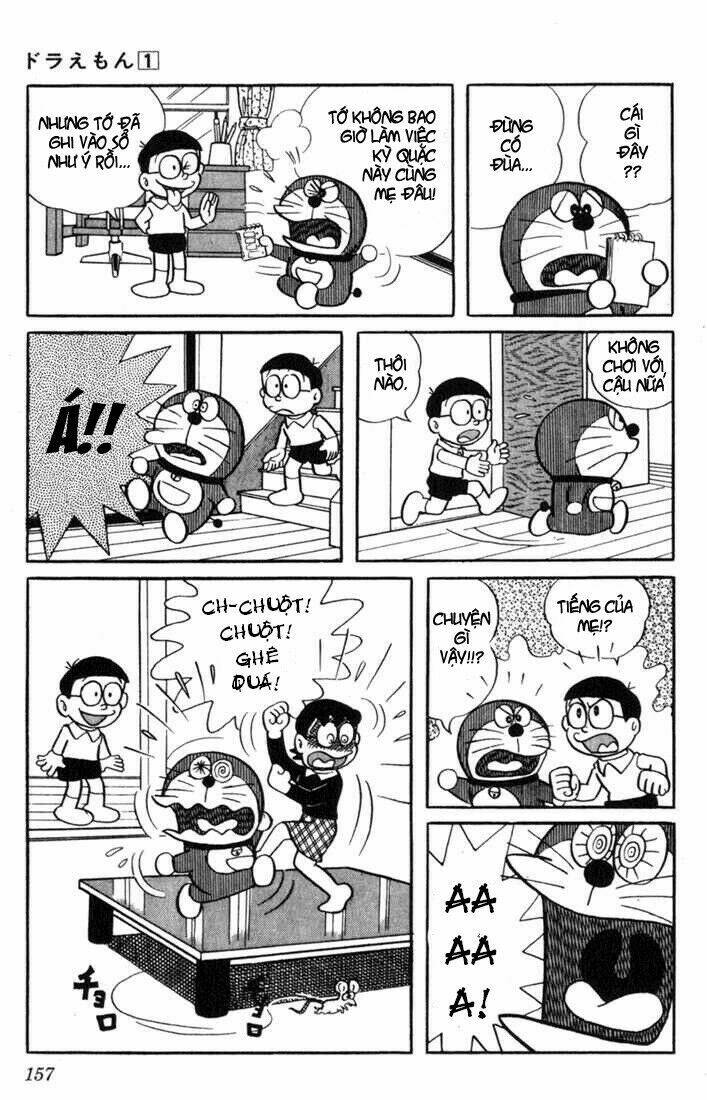 ドラえもん 1
CÁI
GÌ
ĐÂY
??
ĐỪNG
CÓ
ĐÙA...
TỚ KHÔNG BAO
GIỜ LÀM VIỆC
KỲ QUẶC
NÀY CÙNG
MẸ ĐÂU!
NHƯNG TỚ ĐÃ
GHI VÀO SỔ
NHƯ Ý RỒI...
KHÔNG
CHƠI VỚI
CẬU NỮA
THÔI
NÀO.
Á!!
TIẾNG CỦA
MẸ!?
CHUYỆN
GÌ
VẬY!!?
Á Á
Á Á
Á!
CH-CHUỘT!
CHUỘT!
GHÊ
QUÁ!
チョロ
チョロ
157